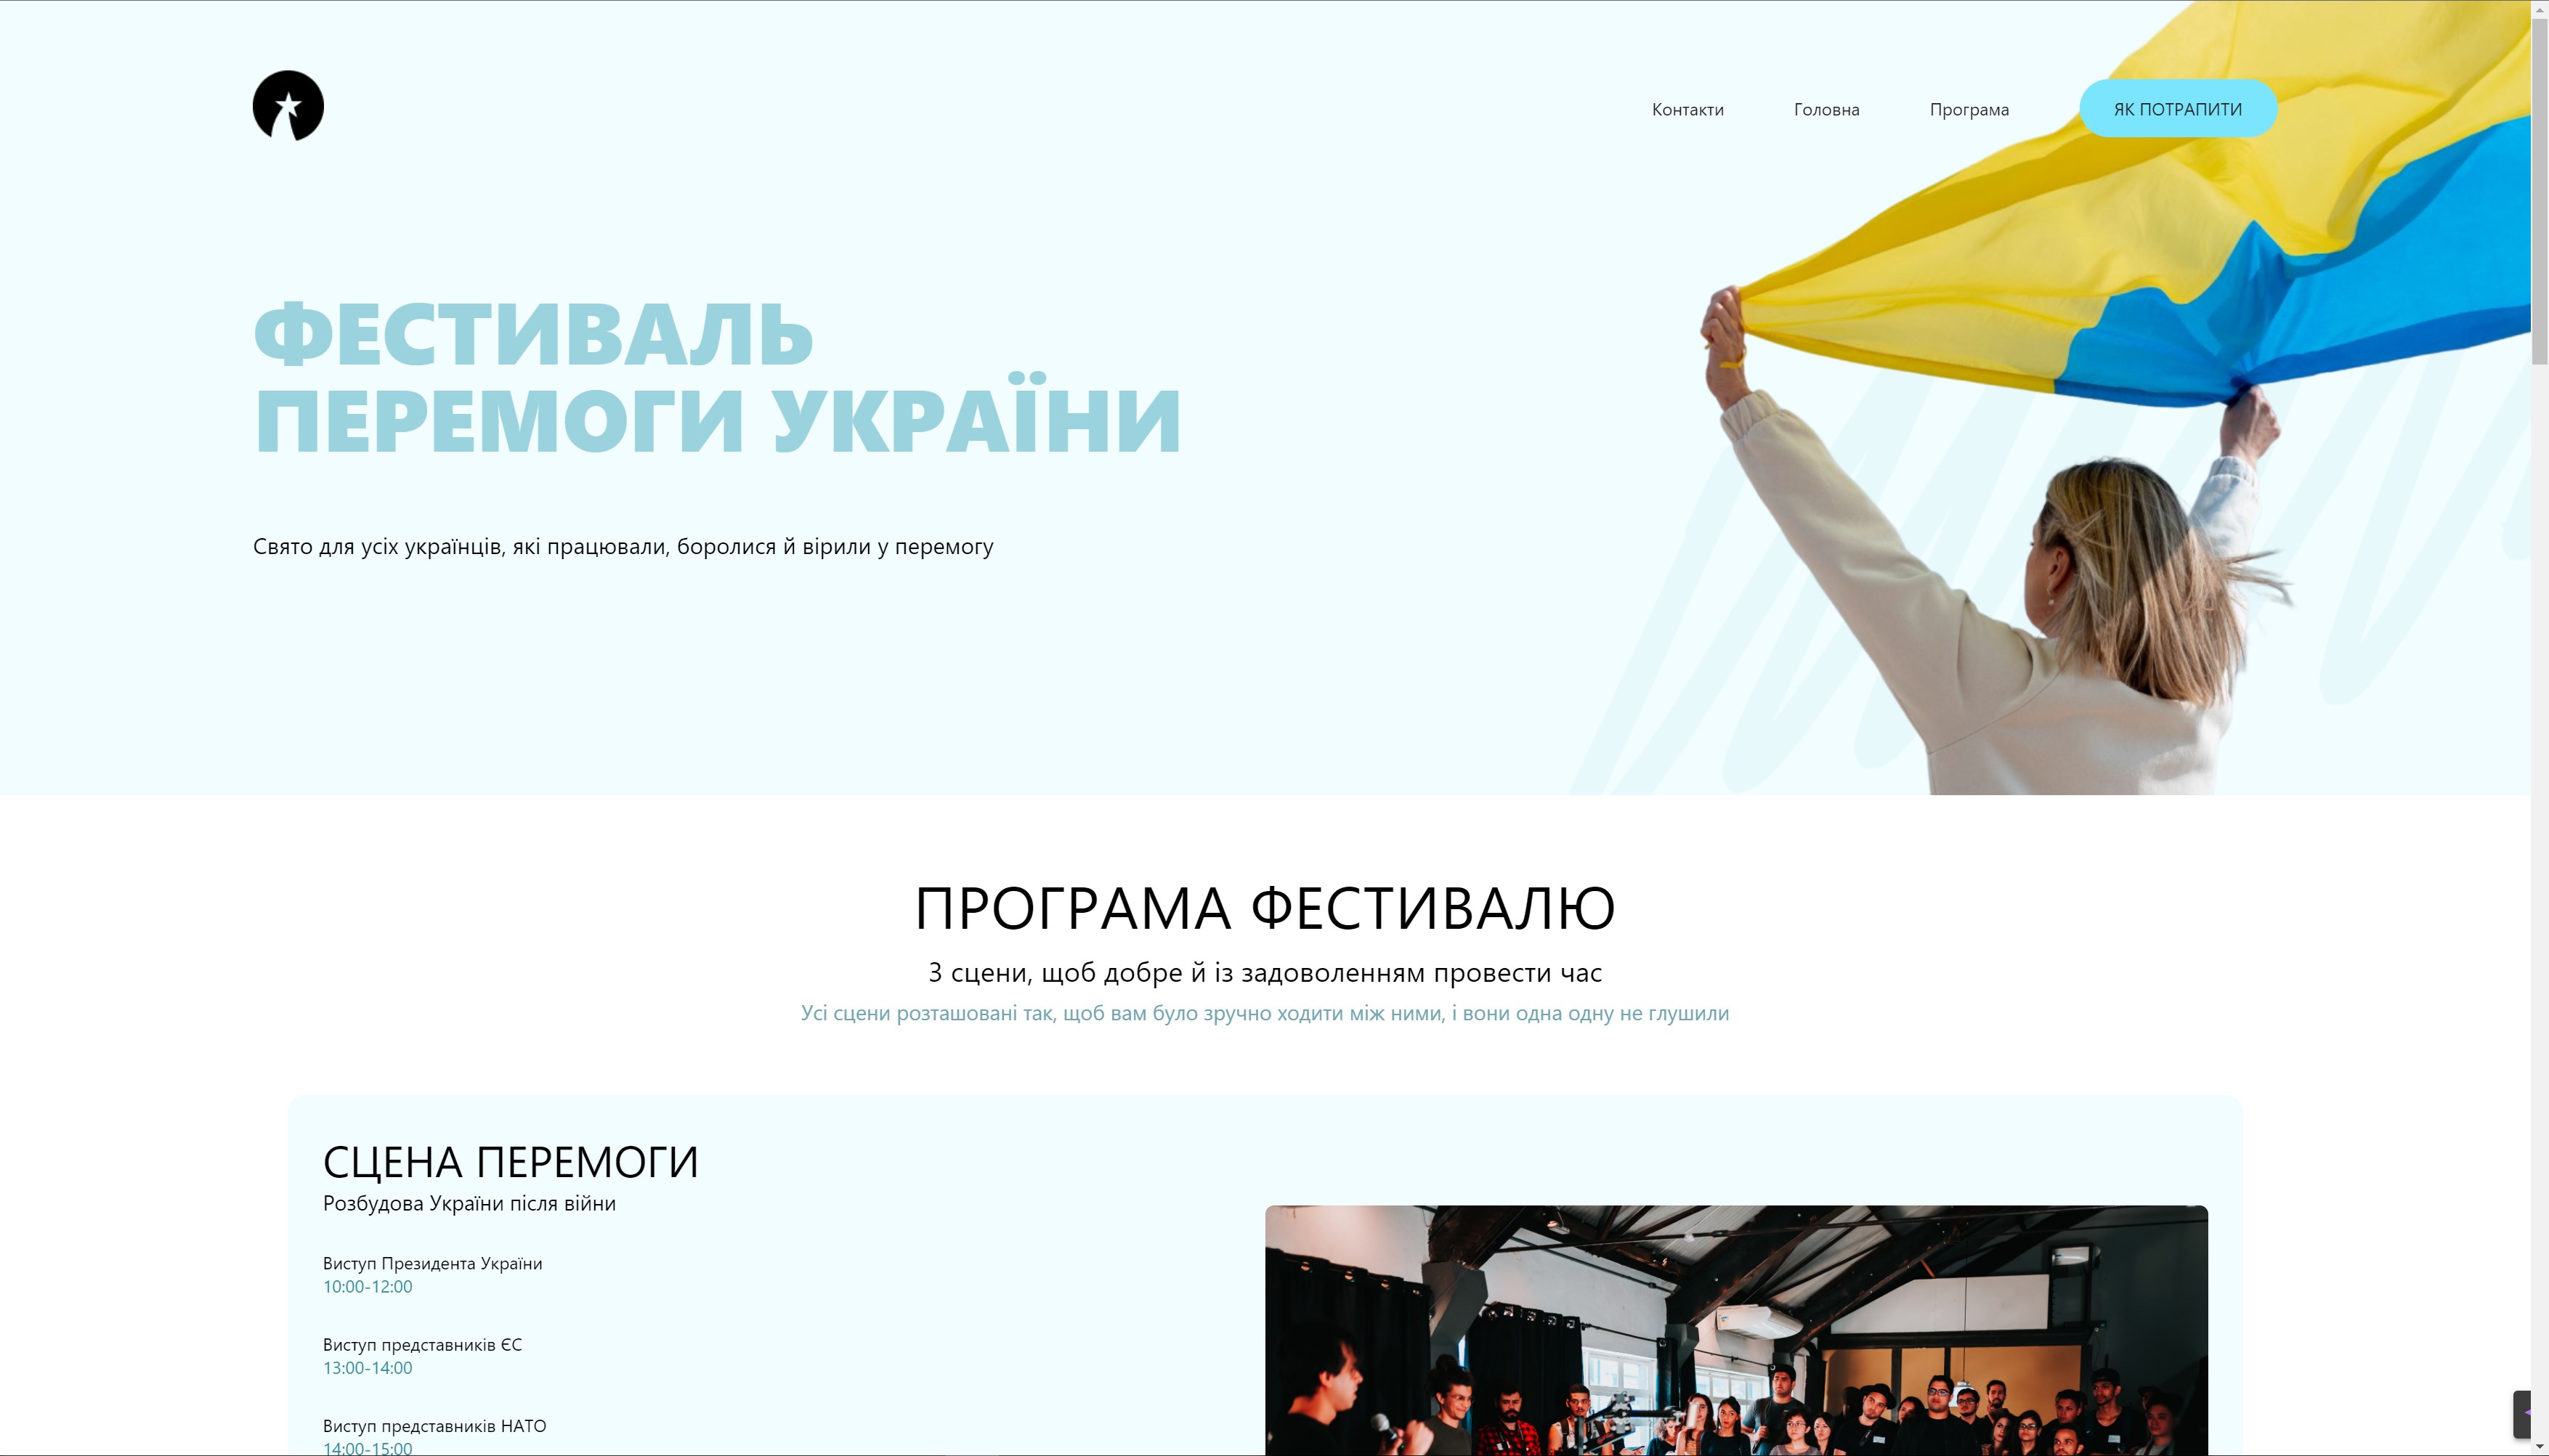 Контакти
Головна
Програма
ЯК ПОТРАПИТИ
ФЕСТИВАЛЬ
ПЕРЕМОГИ УКРАЇНИ
Свято для усіх українців, які працювали, боролися й вірили у перемогу
ПРОГРАМА ФЕСТИВАЛЮ
3 сцени, щоб добре й із задоволенням провести час
Усі сцени розташовані так, щоб вам було зручно ходити між ними, і вони одна одну не глушили
СЦЕНА ПЕРЕМОГИ
Розбудова України після війни
Виступ Президента України
10:00-12:00
Виступ представників ЄС
13:00-14:00
Виступ представників НАТО
14:00-15:00